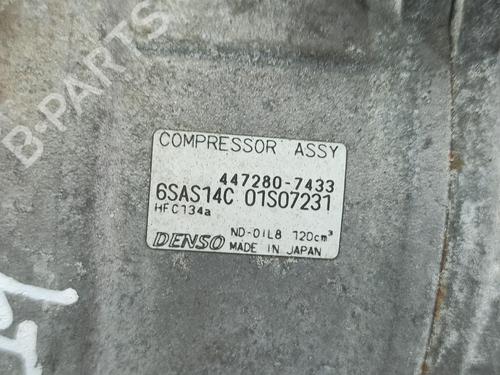 B-PARTS
COMPRESSOR ASSY
447280-7433
6SAS14C 01S07231
HFC134a
DENSO
ND-OIL8 120cm³
MADE IN JAPAN